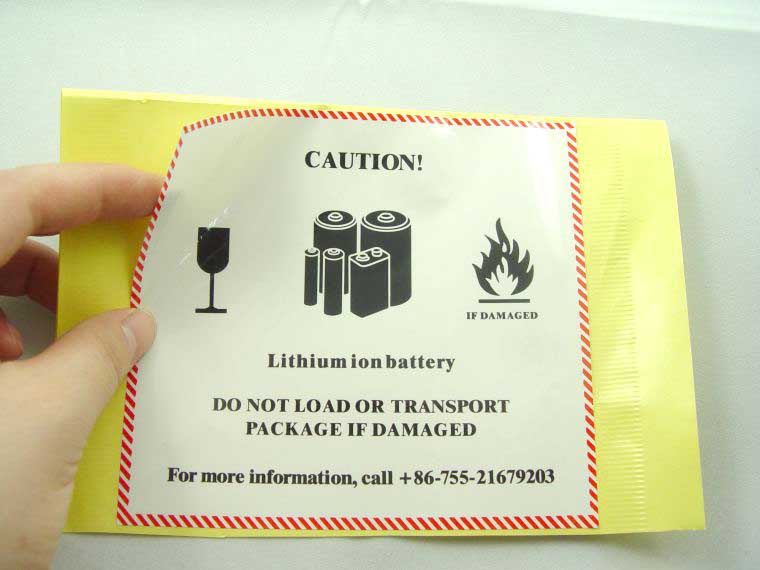 CAUTION!
IF DAMAGED
Lithium ion battery
DO NOT LOAD OR TRANSPORT
PACKAGE IF DAMAGED
For more information, call +86-755-21679203